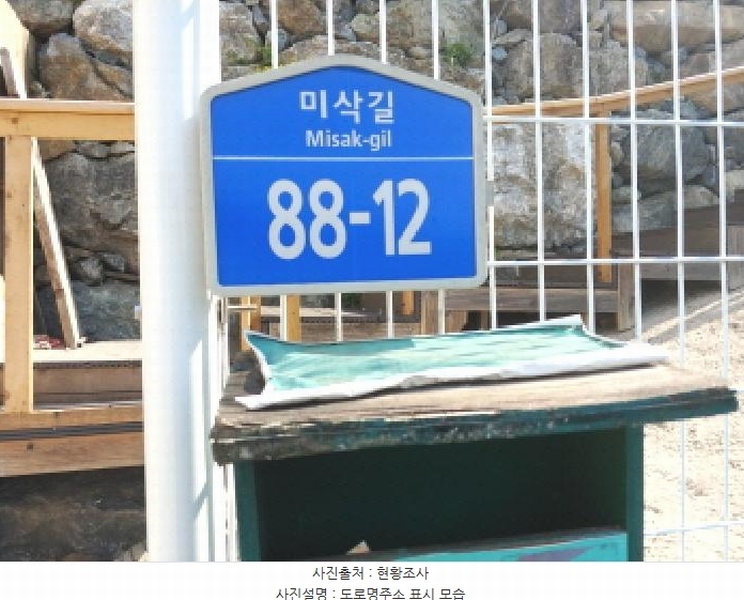 미삭길
Misak-gil
88-12
사진출처 : 현황조사
사진설명 : 도로명주소 표시 모습